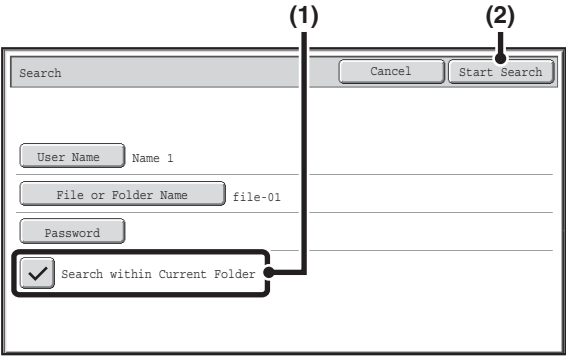 (1) (2)
Search Cancel Start Search
User Name Name 1
File or Folder Name file-01
Password
Search within Current Folder